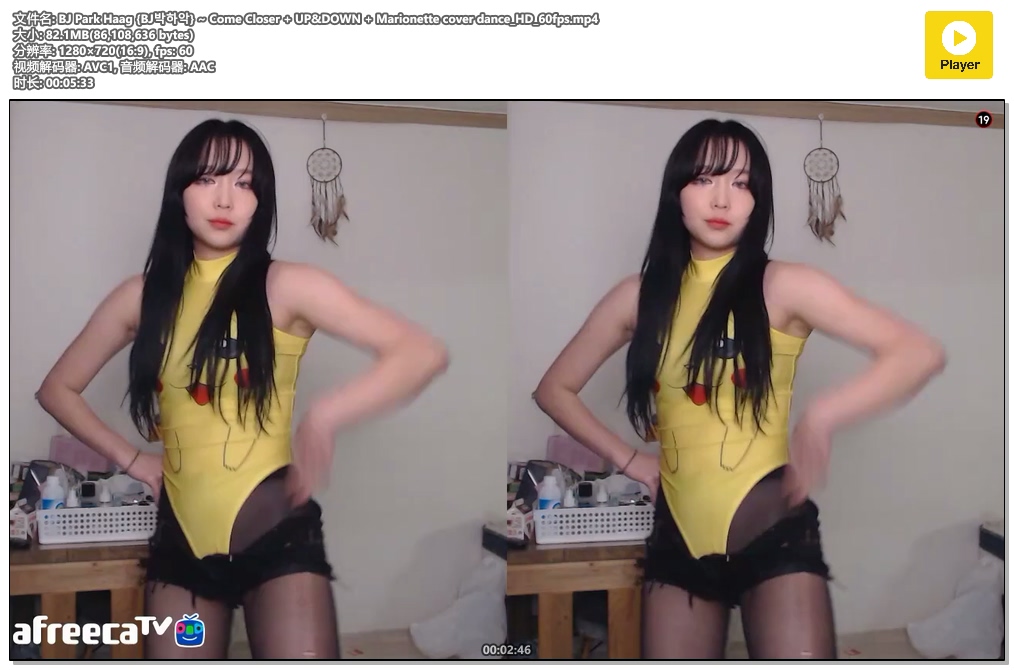 文件名: BJ Park Haag {BJ박하악} ~ Come Closer + UP&DOWN + Marionette cover dance_HD_60fps.mp4
大小: 82.1MB(86,108,636 bytes)
分辨率: 1280×720(16:9), fps: 60
视频解码器: AVC1, 音频解码器: AAC
时长: 00:05:33
Player
19
afreecaTV
00:02:46